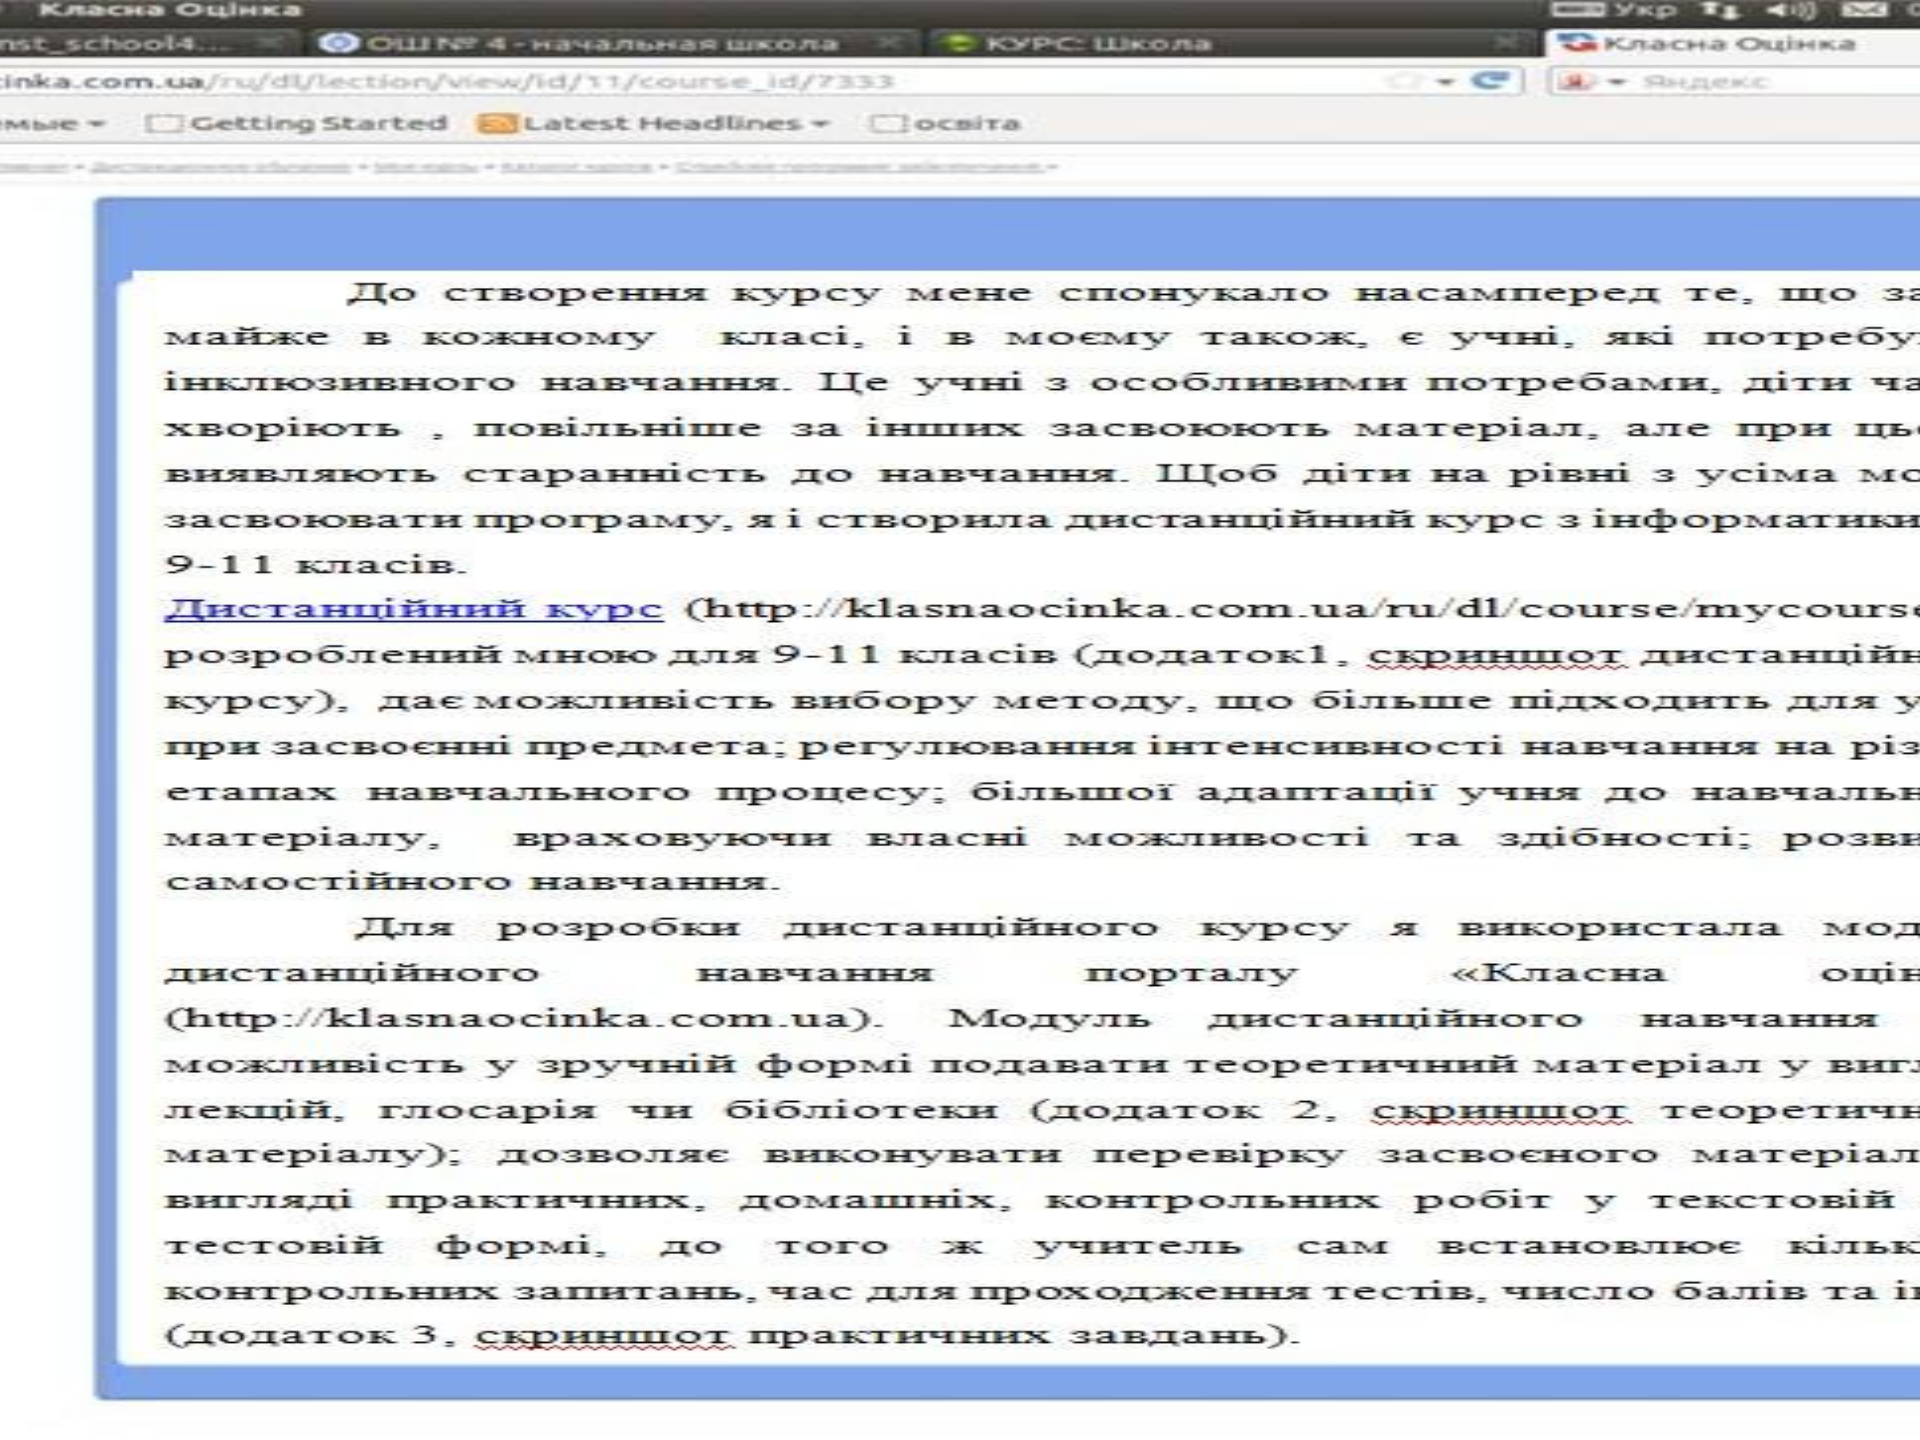 Класна Оцінка
Укр
nst_school4...
ОШ № 4 - начальная школа
КУРС: Школа
Класна Оцінка
cinka.com.ua/ru/dl/lection/view/id/11/course_id/7333
Яндекс
емые
Getting Started
Latest Headlines
освіта
До створення курсу мене спонукало насамперед те, що за
майже в кожному класі, і в моєму також, є учні, які потребу
інклюзивного навчання. Це учні з особливими потребами, діти ча
хворіють , повільніше за інших засвоюють матеріал, але при ць
виявляють старанність до навчання. Щоб діти на рівні з усіма мо
засвоювати програму, я і створила дистанційний курс з інформатики
9-11 класів.
Дистанційний курс (http://klasnaocinka.com.ua/ru/dl/course/mycourse
розроблений мною для 9-11 класів (додаток1, скриншот дистанційн
курсу), дає можливість вибору методу, що більше підходить для у
при засвоєнні предмета; регулювання інтенсивності навчання на різ
етапах навчального процесу; більшої адаптації учня до навчальн
матеріалу, враховуючи власні можливості та здібності; розви
самостійного навчання.
Для розробки дистанційного курсу я використала мод
дистанційного навчання порталу «Класна оцін
(http://klasnaocinka.com.ua). Модуль дистанційного навчання
можливість у зручній формі подавати теоретичний матеріал у вигл
лекцій, глосарія чи бібліотеки (додаток 2, скриншот теоретичн
матеріалу); дозволяє виконувати перевірку засвоєного матеріал
вигляді практичних, домашніх, контрольних робіт у текстовій
тестовій формі, до того ж учитель сам встановлює кільк
контрольних запитань, час для проходження тестів, число балів та ін
(додаток 3, скриншот практичних завдань).